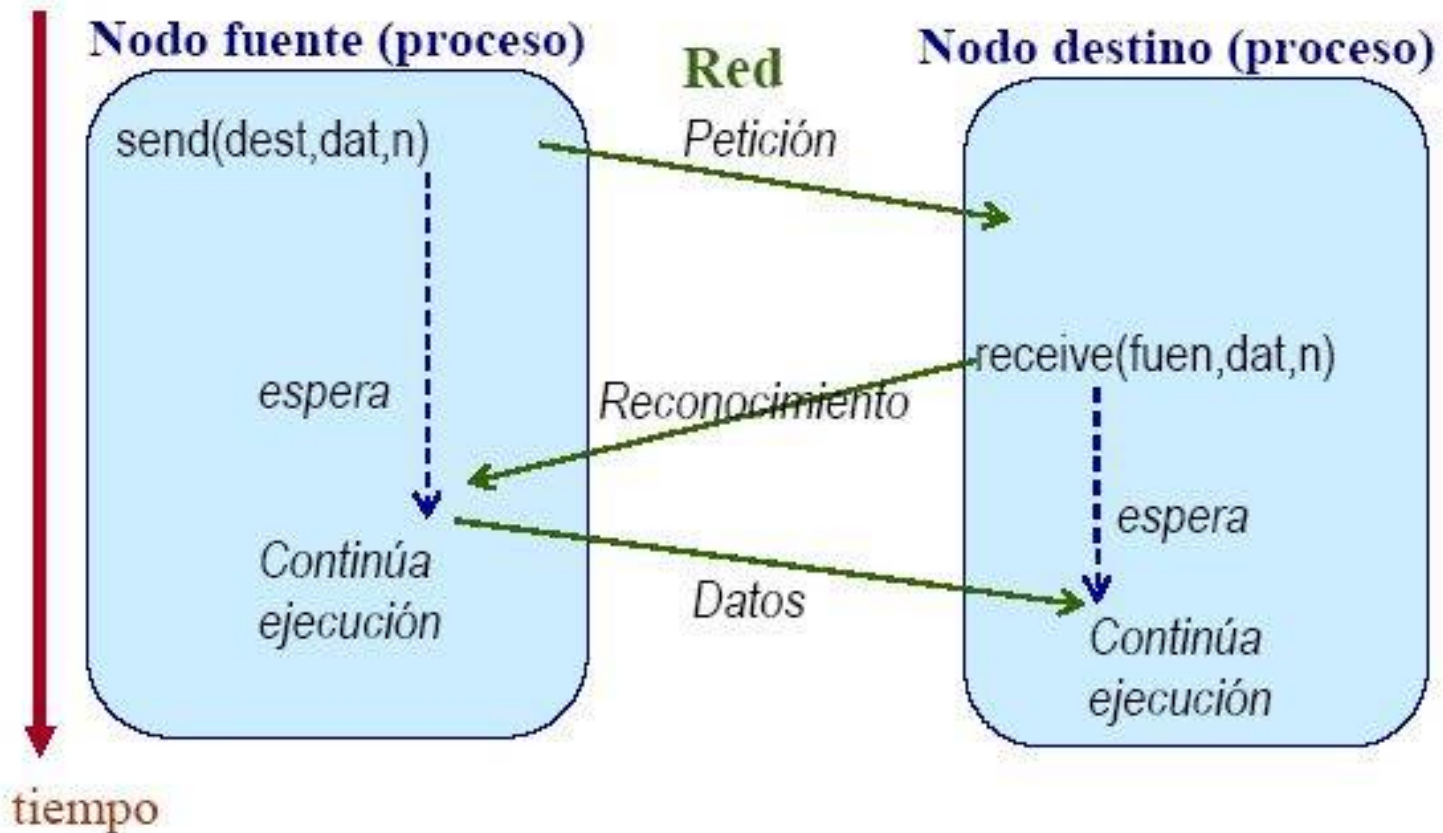 Nodo fuente (proceso)
Red
Nodo destino (proceso)
send(dest,dat,n)
Petición
receive(fuen,dat,n)
espera
Reconocimiento
espera
Continúa
ejecución
Datos
Continúa
ejecución
tiempo